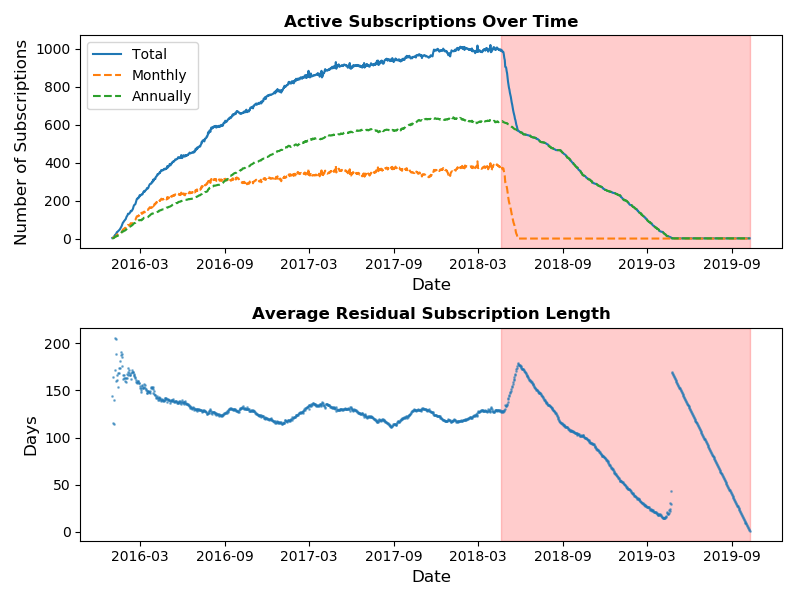 Active Subscriptions Over Time
Number of Subscriptions
1000
800
600
400
200
0
Total
Monthly
Annually
2016-03 2016-09 2017-03 2017-09 2018-03 2018-09 2019-03 2019-09
Date
Average Residual Subscription Length
Days
200
150
100
50
0
2016-03 2016-09 2017-03 2017-09 2018-03 2018-09 2019-03 2019-09
Date